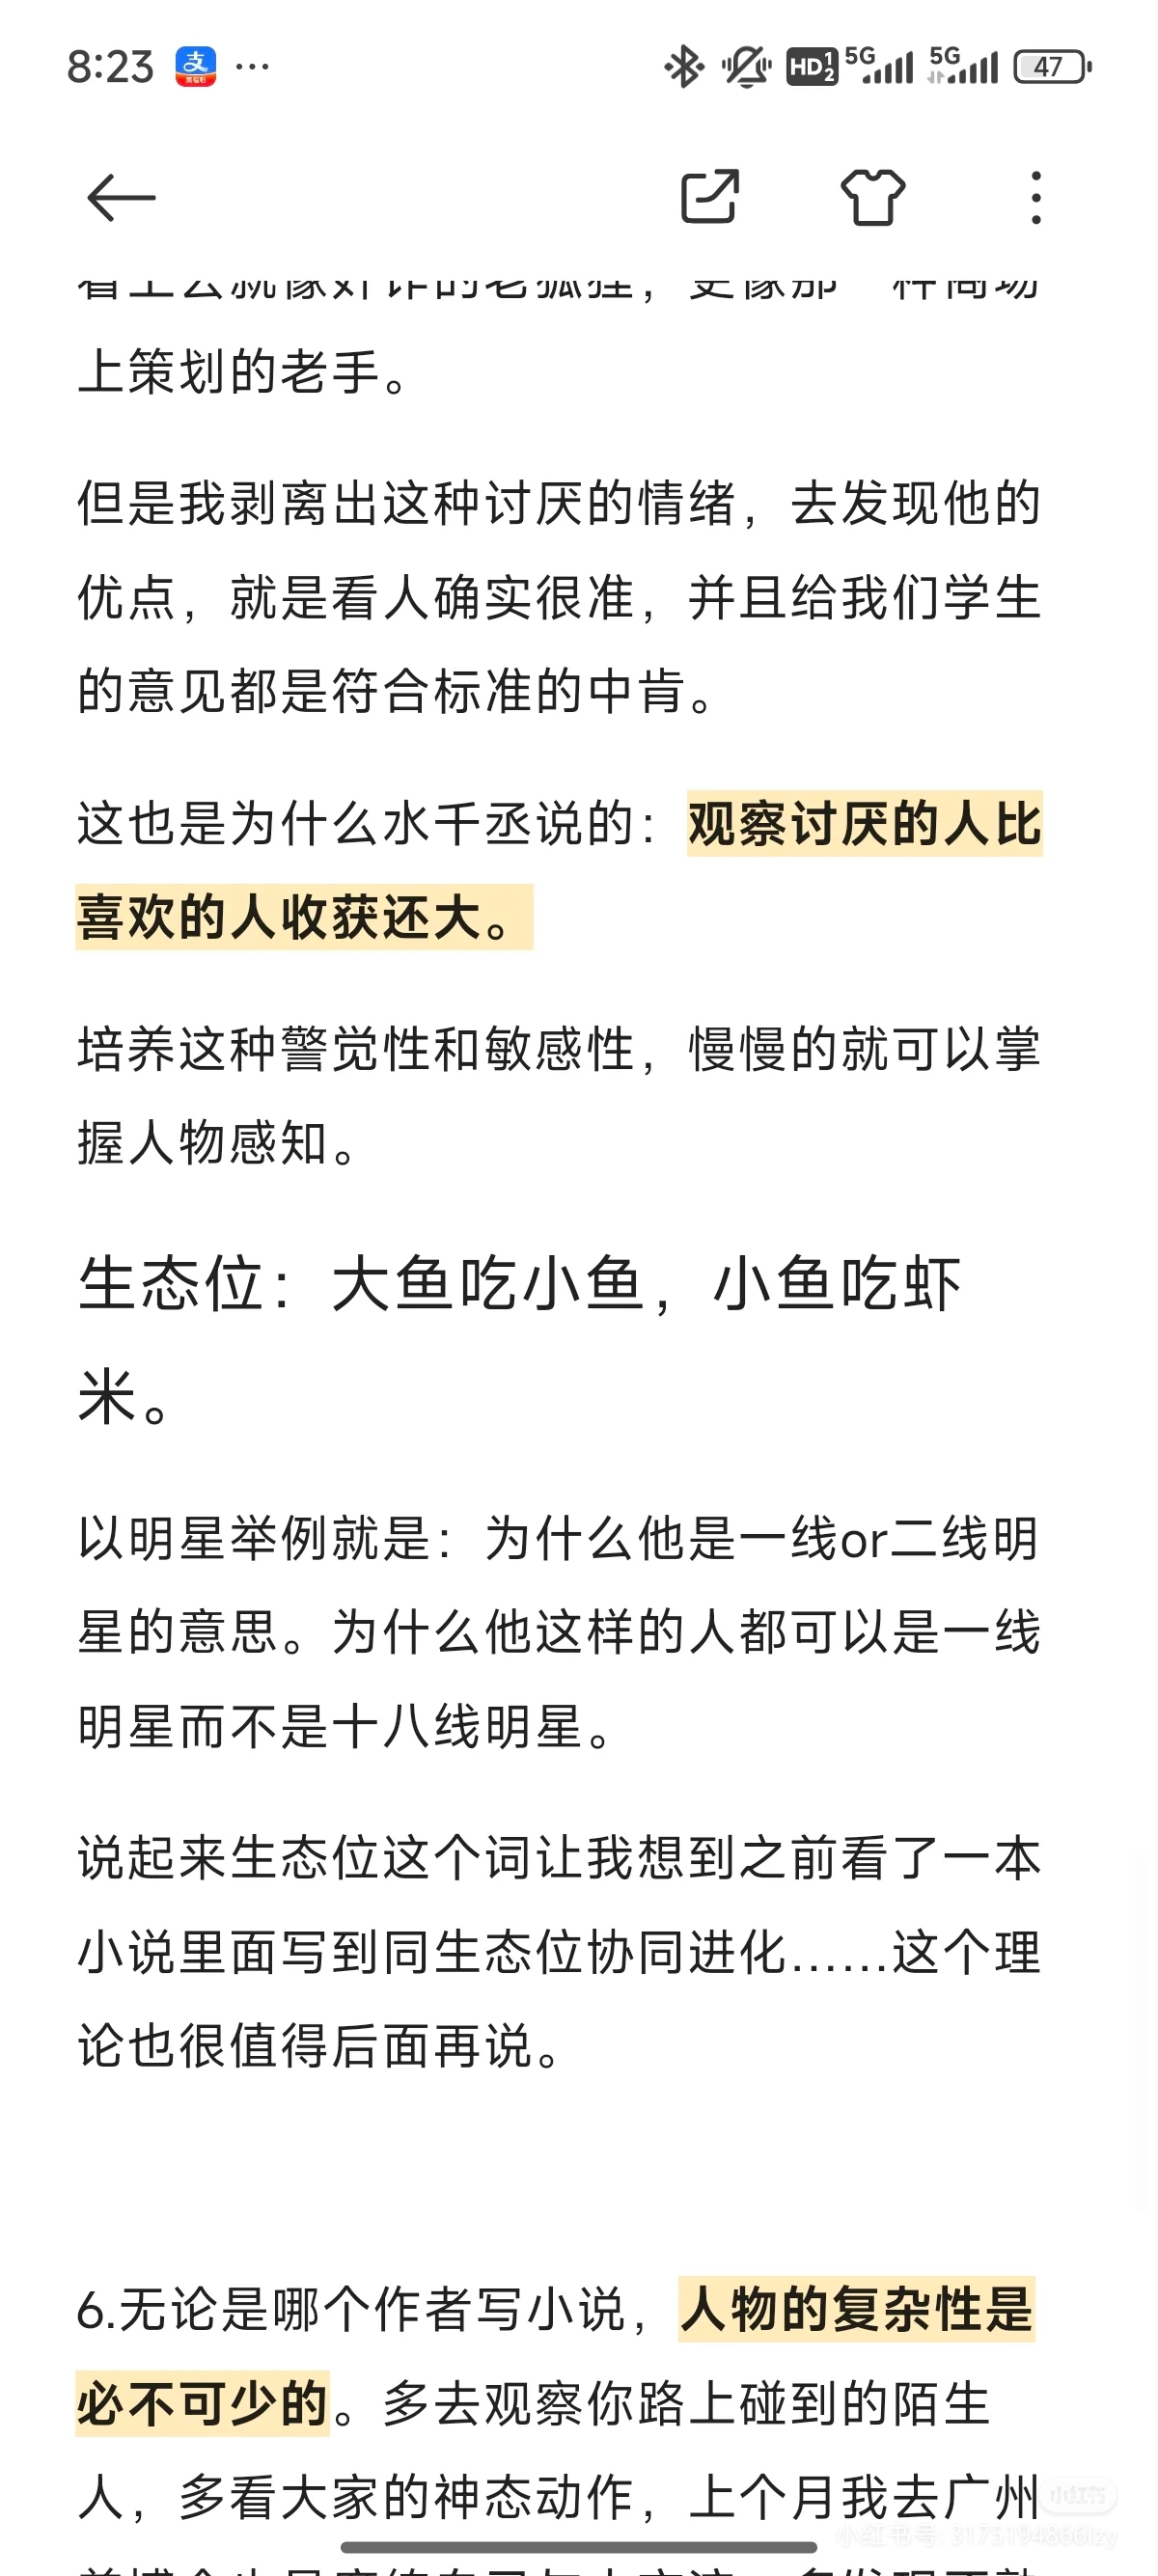 8:23
支
HD 1 2
5G
5G
47
上策划的老手。
但是我剥离出这种讨厌的情绪，去发现他的
优点，就是看人确实很准，并且给我们学生
的意见都是符合标准的中肯。
这也是为什么水千丞说的：观察讨厌的人比
喜欢的人收获还大。
培养这种警觉性和敏感性，慢慢的就可以掌
握人物感知。
生态位：大鱼吃小鱼，小鱼吃虾
米。
以明星举例就是：为什么他是一线or二线明
星的意思。为什么他这样的人都可以是一线
明星而不是十八线明星。
说起来生态位这个词让我想到之前看了一本
小说里面写到同生态位协同进化……这个理
论也很值得后面再说。
6.无论是哪个作者写小说，人物的复杂性是
必不可少的。多去观察你路上碰到的陌生
人，多看大家的神态动作，上个月我去广州
小红书
小红书号: 3175194866lzy